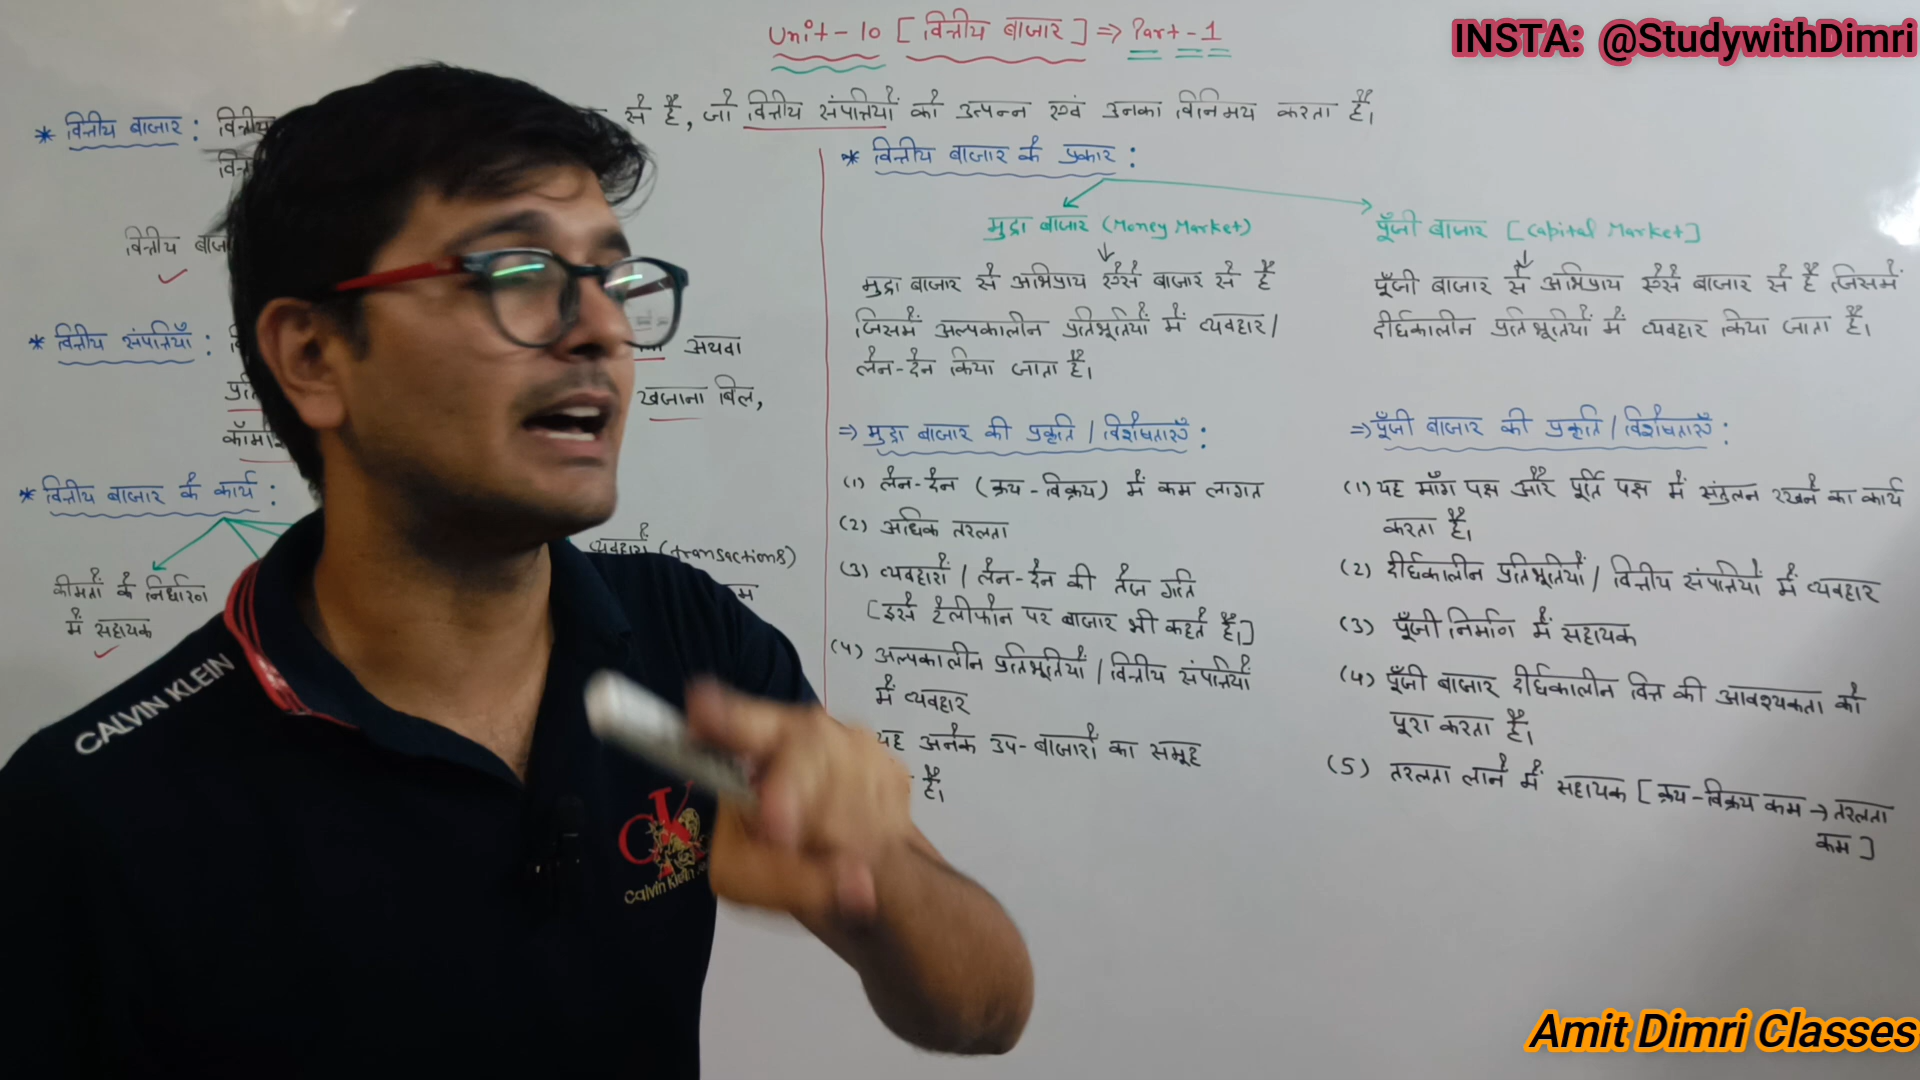 Unit-10 [वित्तीय बाजार] ⇒ Part-1
INSTA: @StudywithDimri
* वित्तीय बाजार : वित्तीय से है, जो वित्तीय संपत्तियों को उत्पन्न एवं उनका विनिमय करता है।
वित्तीय
* वित्तीय संपत्तियाँ :
अथवा
खजाना बिल,
* वित्तीय बाजार के कार्य :
व्यवहारों (transactions)
कीमतों के निर्धारण
में सहायक
* वित्तीय बाजार के प्रकार :
मुद्रा बाजार (Money Market)
मुद्रा बाजार से अभिप्राय ऐसे बाजार से है
जिसमें अल्पकालीन प्रतिभूतियों में व्यवहार/
लेन-देन किया जाता है।
⇒ मुद्रा बाजार की प्रकृति / विशेषताएँ :
(1) लेन-देन (क्रय-विक्रय) में कम लागत
(2) अधिक तरलता
(3) व्यवहारों / लेन-देन की तेज गति
[इसे टेलीफोन पर बाजार भी कहते हैं।]
(4) अल्पकालीन प्रतिभूतियों / वित्तीय संपत्तियों
में व्यवहार
यह अनेक उप-बाजारों का समूह
है।
पूँजी बाजार [Capital Market]
पूँजी बाजार से अभिप्राय ऐसे बाजार से है जिसमें
दीर्घकालीन प्रतिभूतियों में व्यवहार किया जाता है।
⇒ पूँजी बाजार की प्रकृति / विशेषताएँ :
(1) यह माँग पक्ष और पूर्ति पक्ष में संतुलन रखने का कार्य
करता है।
(2) दीर्घकालीन प्रतिभूतियों / वित्तीय संपत्तियों में व्यवहार
(3) पूँजी निर्माण में सहायक
(4) पूँजी बाजार दीर्घकालीन वित्त की आवश्यकता को
पूरा करता है।
(5) तरलता लाने में सहायक [क्रय-विक्रय कम → तरलता
कम]
CALVIN KLEIN
CK
Calvin Klein
Amit Dimri Classes